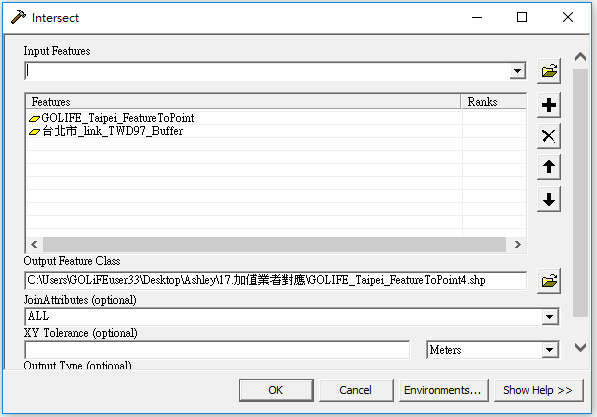 Intersect
Input Features
Features Ranks
GOLIFE_Taipei_FeatureToPoint
台北市_link_TWD97_Buffer
Output Feature Class
C:\Users\GOLiFEuser33\Desktop\Ashley\17.加值業者對應\GOLIFE_Taipei_FeatureToPoint4.shp
JoinAttributes (optional)
ALL
XY Tolerance (optional)
Meters
Output Type (optional)
OK Cancel Environments... Show Help >>